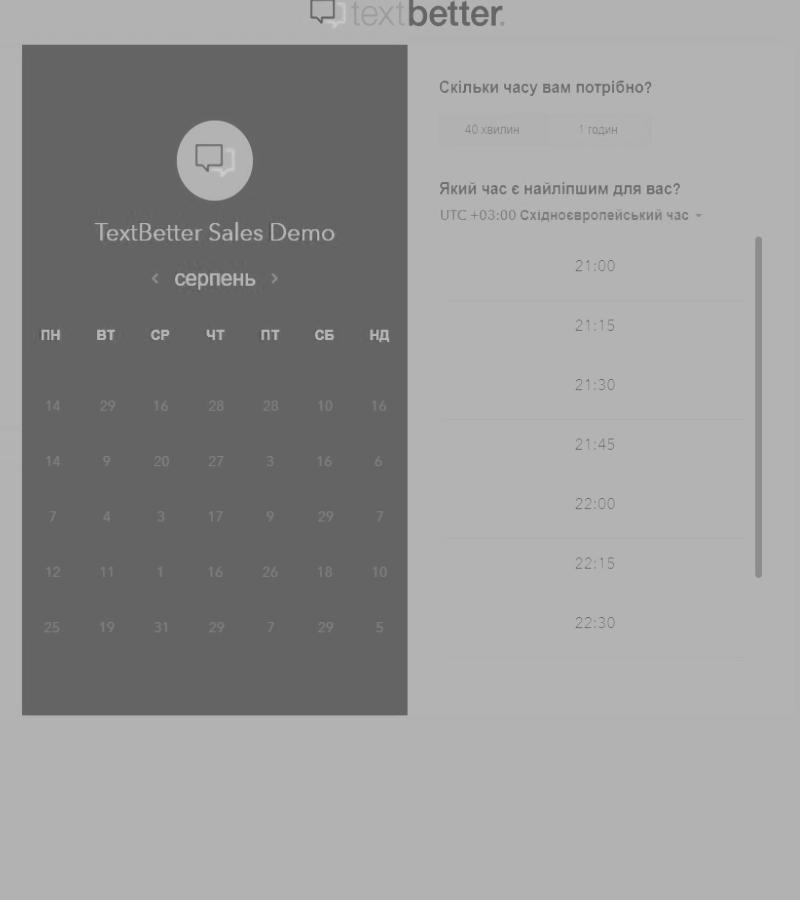 textbetter.
TextBetter Sales Demo
серпень
ПН ВТ СР ЧТ ПТ СБ НД
14 29 16 28 28 10 16
14 9 20 27 3 16 6
7 4 3 17 9 29 7
12 11 1 16 26 18 10
25 19 31 29 7 29 5
Скільки часу вам потрібно?
40 хвилин 1 годин
Який час є найліпшим для вас?
UTC +03:00 Східноєвропейський час
21:00
21:15
21:30
21:45
22:00
22:15
22:30